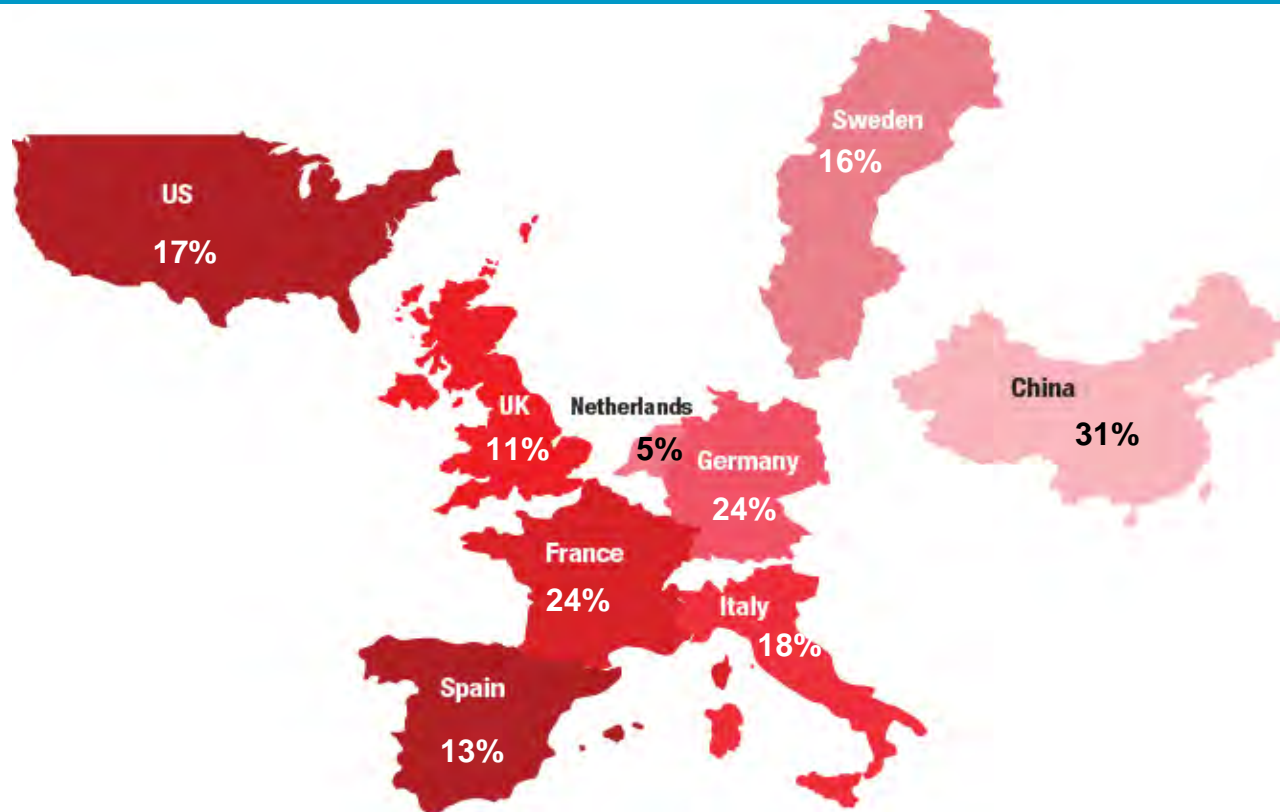 US
17%
Sweden
16%
UK
11%
Netherlands
5%
Germany
24%
China
31%
France
24%
Italy
18%
Spain
13%